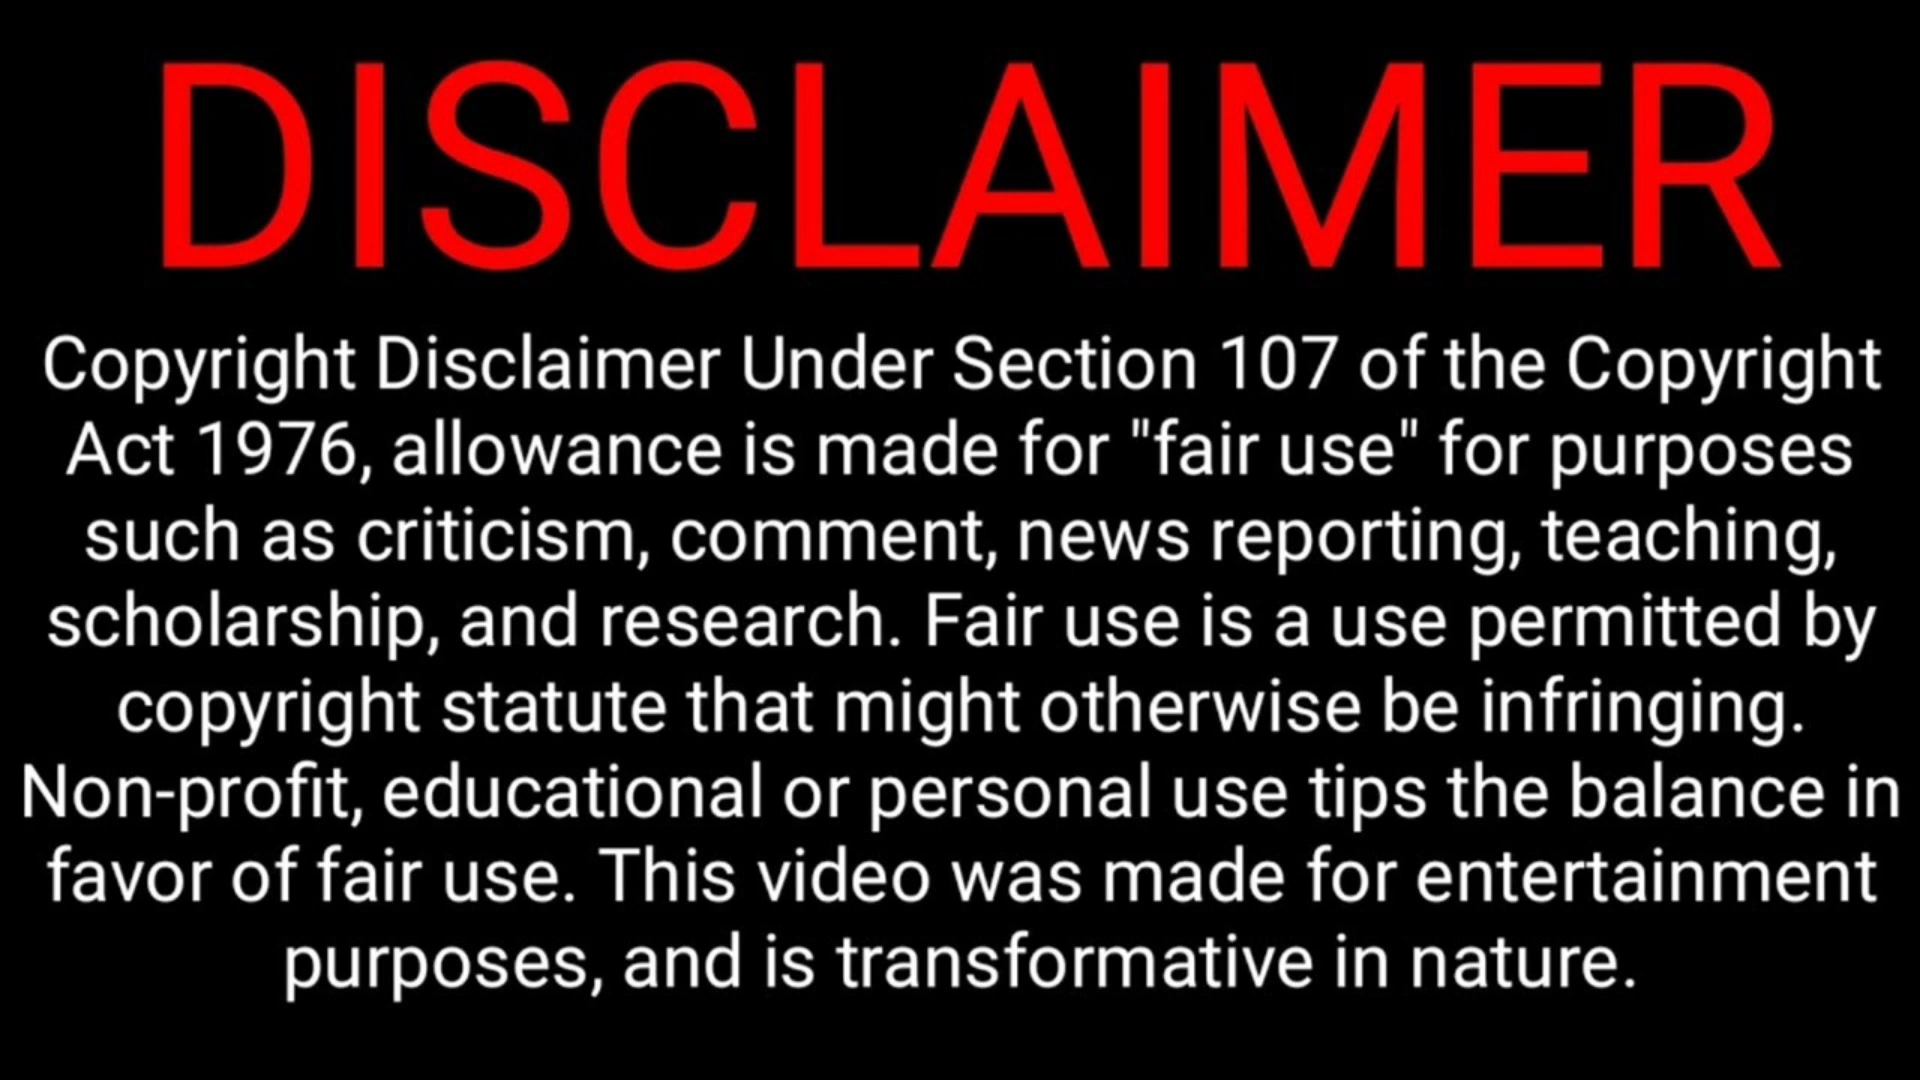 DISCLAIMER
Copyright Disclaimer Under Section 107 of the Copyright
Act 1976, allowance is made for "fair use" for purposes
such as criticism, comment, news reporting, teaching,
scholarship, and research. Fair use is a use permitted by
copyright statute that might otherwise be infringing.
Non-profit, educational or personal use tips the balance in
favor of fair use. This video was made for entertainment
purposes, and is transformative in nature.